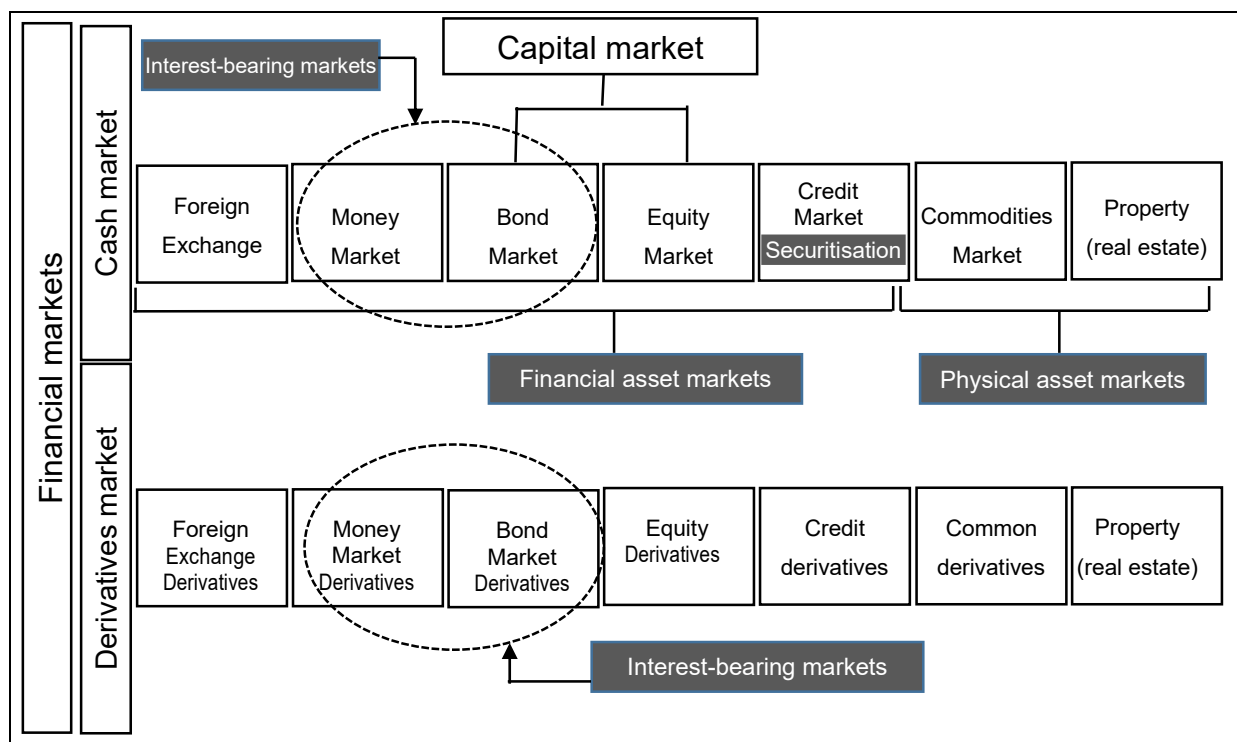 Financial markets
Cash market
Interest-bearing markets
Capital market
Foreign
Exchange
Money
Market
Bond
Market
Equity
Market
Credit
Market
Securitisation
Commodities
Market
Property
(real estate)
Financial asset markets
Physical asset markets
Derivatives market
Foreign
Exchange
Derivatives
Money
Market
Derivatives
Bond
Market
Derivatives
Equity
Derivatives
Credit
derivatives
Common
derivatives
Property
(real estate)
Interest-bearing markets